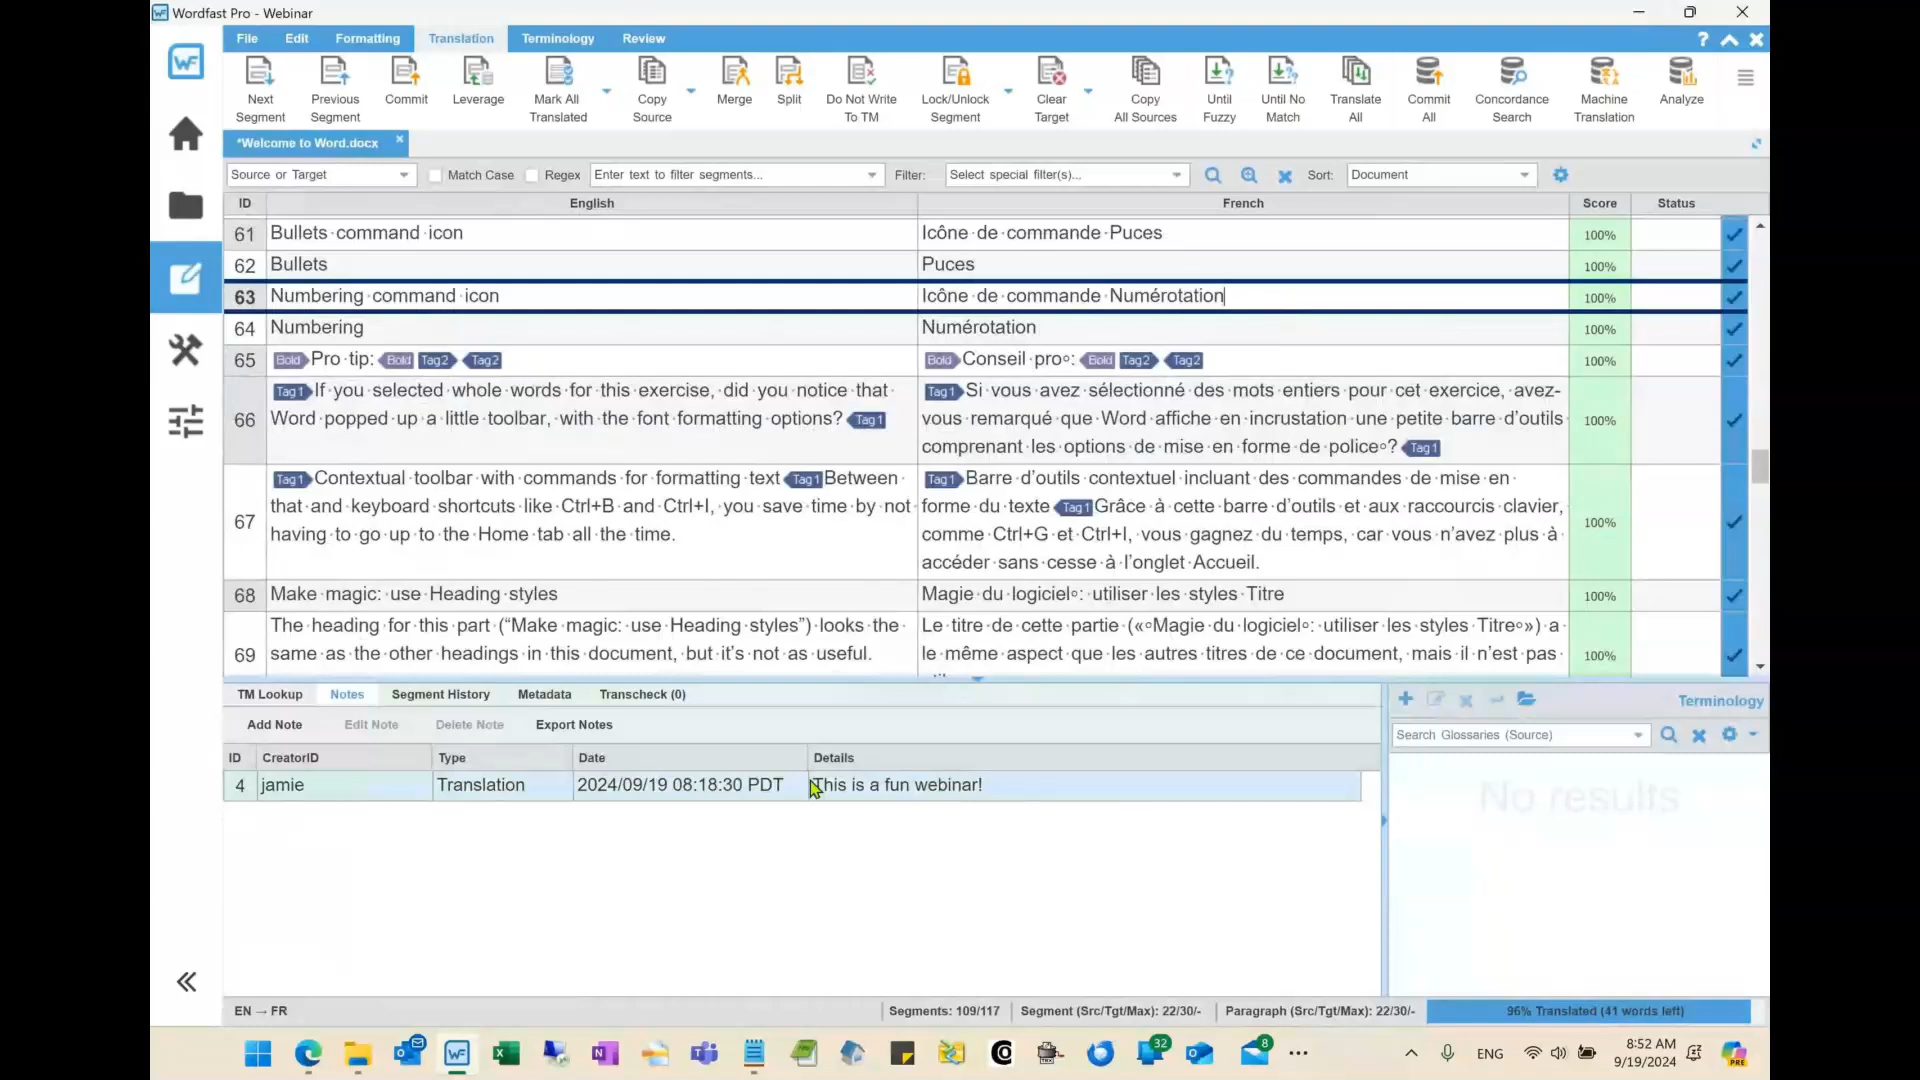 Wordfast Pro - Webinar
File Edit Formatting Translation Terminology Review
Next Segment
Previous Segment
Commit
Leverage
Mark All Translated
Copy Source
Merge
Split
Do Not Write To TM
Lock/Unlock Segment
Clear Target
Copy All Sources
Until Fuzzy
Until No Match
Translate All
Commit All
Concordance Search
Machine Translation
Analyze
*Welcome to Word.docx
Source or Target Match Case Regex Enter text to filter segments... Filter: Select special filter(s)... Sort: Document
ID English French Score Status
61 Bullets·command·icon Icône·de·commande·Puces 100%
62 Bullets Puces 100%
63 Numbering·command·icon Icône·de·commande·Numérotation 100%
64 Numbering Numérotation 100%
65 Bold Pro·tip: Bold Tag2 Tag2 Bold Conseil·pro∘: Bold Tag2 Tag2 100%
66 Tag1 If·you·selected·whole·words·for·this·exercise,·did·you·notice·that·
Word·popped·up·a·little·toolbar,·with·the·font·formatting·options? Tag1
Tag1 Si·vous·avez·sélectionné·des·mots·entiers·pour·cet·exercice,·avez-
vous·remarqué·que·Word·affiche·en·incrustation·une·petite·barre·d’outils·
comprenant·les·options·de·mise·en·forme·de·police∘? Tag1
100%
67 Tag1 Contextual·toolbar·with·commands·for·formatting·text Tag1 Between·
that·and·keyboard·shortcuts·like·Ctrl+B·and·Ctrl+I,·you·save·time·by·not·
having·to·go·up·to·the·Home·tab·all·the·time.
Tag1 Barre·d’outils·contextuel·incluant·des·commandes·de·mise·en·
forme·du·texte Tag1 Grâce·à·cette·barre·d’outils·et·aux·raccourcis·clavier,·
comme·Ctrl+G·et·Ctrl+I,·vous·gagnez·du·temps,·car·vous·n’avez·plus·à·
accéder·sans·cesse·à·l’onglet·Accueil.
100%
68 Make·magic:·use·Heading·styles Magie·du·logiciel∘:·utiliser·les·styles·Titre 100%
69 The·heading·for·this·part·(“Make·magic:·use·Heading·styles”)·looks·the·
same·as·the·other·headings·in·this·document,·but·it's·not·as·useful.
Le·titre·de·cette·partie·(«∘Magie·du·logiciel∘:·utiliser·les·styles·Titre∘»)·a·
le·même·aspect·que·les·autres·titres·de·ce·document,·mais·il·n’est·pas·
100%
TM Lookup Notes Segment History Metadata Transcheck (0)
Add Note Edit Note Delete Note Export Notes
ID CreatorID Type Date Details
4 jamie Translation 2024/09/19 08:18:30 PDT This is a fun webinar!
Terminology
Search Glossaries (Source)
No results
EN → FR Segments: 109/117 Segment (Src/Tgt/Max): 22/30/- Paragraph (Src/Tgt/Max): 22/30/- 96% Translated (41 words left)
32
8
ENG
8:52 AM
9/19/2024
PRE